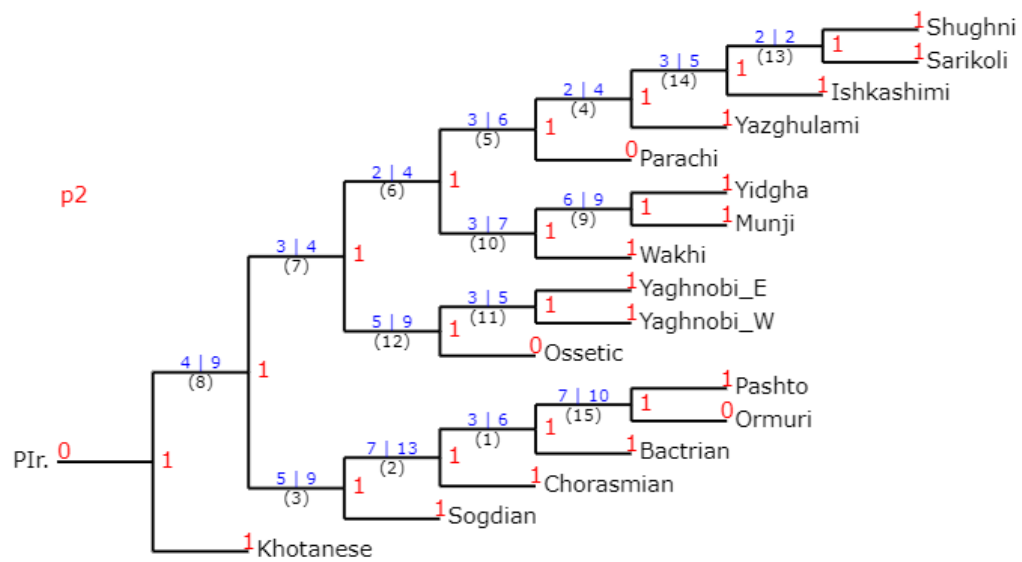 1 Shughni
2 | 2
(13)
1
1 Sarikoli
3 | 5
(14)
1
1 Ishkashimi
2 | 4
(4)
1
1 Yazghulami
3 | 6
(5)
1
0 Parachi
p2
2 | 4
(6)
1
1 Yidgha
6 | 9
(9)
1
1 Munji
3 | 7
(10)
1
1 Wakhi
3 | 4
(7)
1
1 Yaghnobi_E
3 | 5
(11)
1
1 Yaghnobi_W
5 | 9
(12)
1
0 Ossetic
4 | 9
(8)
1
1 Pashto
7 | 10
(15)
1
0 Ormuri
3 | 6
(1)
1
1 Bactrian
7 | 13
(2)
1
1 Chorasmian
PIr. 0
1
5 | 9
(3)
1
1 Sogdian
1 Khotanese